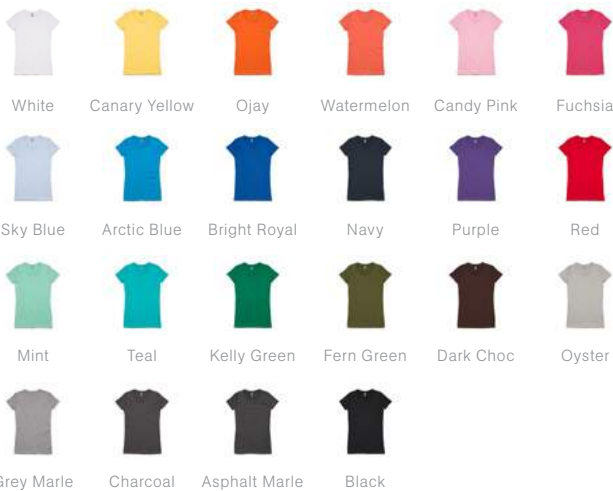 White Canary Yellow Ojay Watermelon Candy Pink Fuchsia
Sky Blue Arctic Blue Bright Royal Navy Purple Red
Mint Teal Kelly Green Fern Green Dark Choc Oyster
Grey Marle Charcoal Asphalt Marle Black